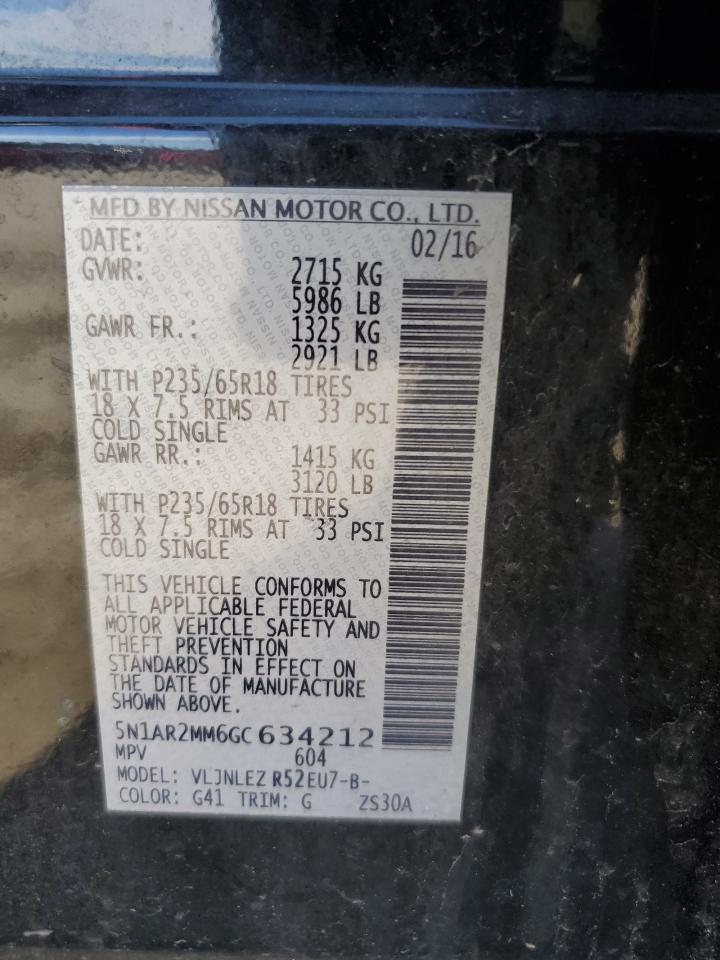 MFD BY NISSAN MOTOR CO., LTD.
DATE: 02/16
GVWR: 2715 KG
5986 LB
GAWR FR.: 1325 KG
2921 LB
WITH P235/65R18 TIRES
18 X 7.5 RIMS AT 33 PSI
COLD SINGLE
GAWR RR.: 1415 KG
3120 LB
WITH P235/65R18 TIRES
18 X 7.5 RIMS AT 33 PSI
COLD SINGLE
THIS VEHICLE CONFORMS TO
ALL APPLICABLE FEDERAL
MOTOR VEHICLE SAFETY AND
THEFT PREVENTION
STANDARDS IN EFFECT ON
THE DATE OF MANUFACTURE
SHOWN ABOVE.
5N1AR2MM6GC634212
MPV 604
MODEL: VLJNLEZ R52EU7-B-
COLOR: G41 TRIM: G ZS30A